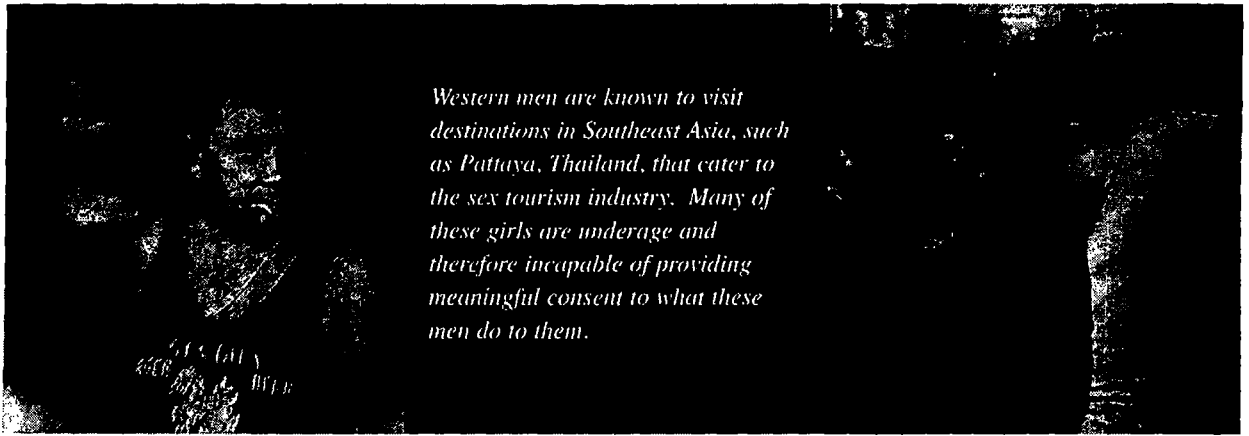 Western men are known to visit
destinations in Southeast Asia, such
as Pattaya, Thailand, that cater to
the sex tourism industry. Many of
these girls are underage and
therefore incapable of providing
meaningful consent to what these
men do to them.
BEER
BEER